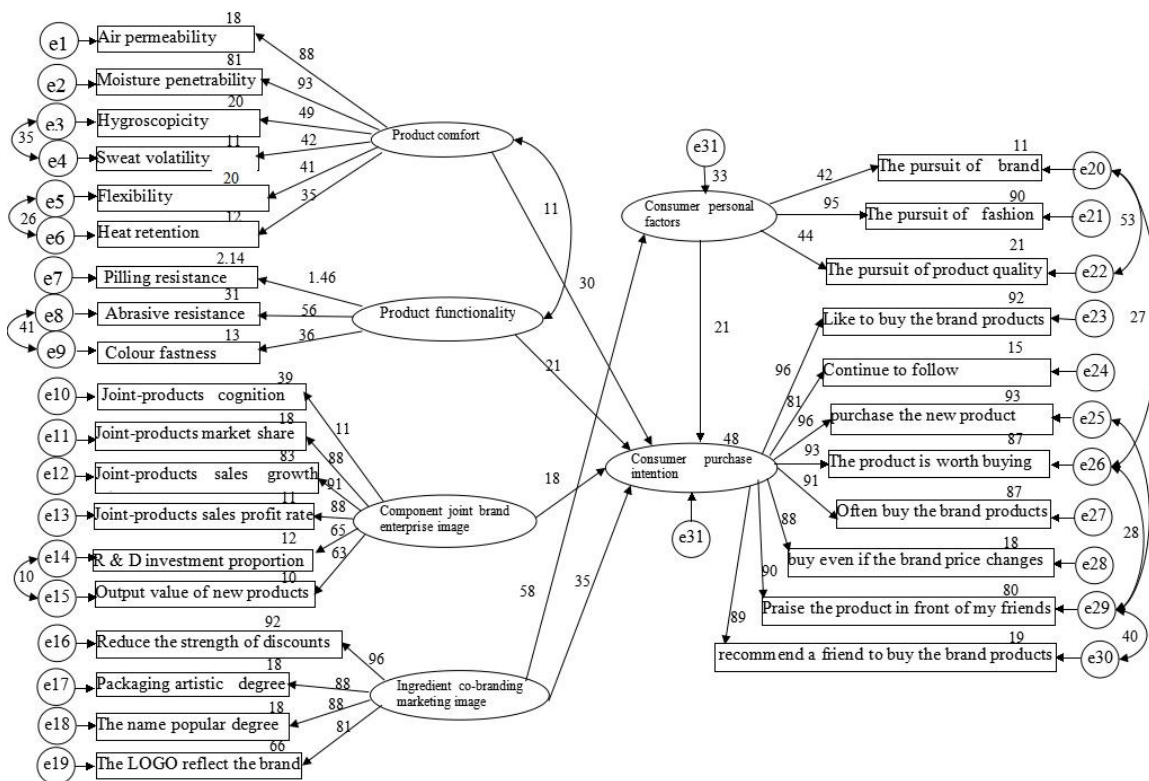 18
e1
Air permeability
88
81
e2
Moisture penetrability
93
20
e3
Hygroscopicity
49
35
11
e4
Sweat volatility
42
20
e5
Flexibility
41
26
12
e6
Heat retention
35
Product comfort
11
2.14
e7
Pilling resistance
1.46
31
e8
Abrasive resistance
56
41
13
e9
Colour fastness
36
Product functionality
30
21
39
e10
Joint-products cognition
11
18
e11
Joint-products market share
88
83
e12
Joint-products sales growth
91
11
e13
Joint-products sales profit rate
88
12
e14
R & D investment proportion
65
10
10
e15
Output value of new products
63
Component joint brand
enterprise image
18
92
e16
Reduce the strength of discounts
96
18
e17
Packaging artistic degree
88
18
e18
The name popular degree
88
66
e19
The LOGO reflect the brand
81
Ingredient co-branding
marketing image
58
35
e31
33
Consumer personal
factors
21
42
11
The pursuit of brand
e20
95
90
The pursuit of fashion
e21
53
44
21
The pursuit of product quality
e22
27
48
Consumer purchase
intention
e31
96
92
Like to buy the brand products
e23
81
15
Continue to follow
e24
96
93
purchase the new product
e25
93
87
The product is worth buying
e26
91
87
Often buy the brand products
e27
28
88
18
buy even if the brand price changes
e28
90
80
Praise the product in front of my friends
e29
40
89
19
recommend a friend to buy the brand products
e30